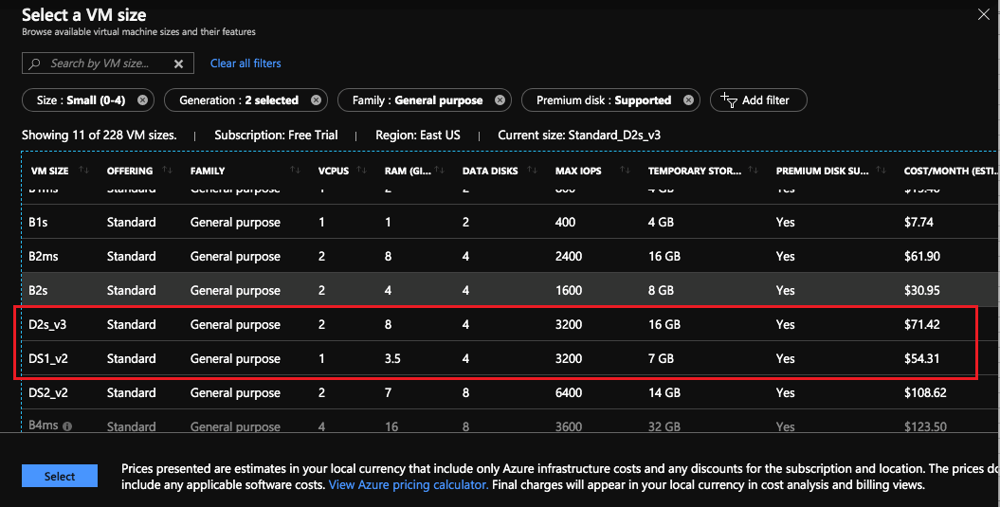 Select a VM size
Browse available virtual machine sizes and their features
Search by VM size...
Clear all filters
Size : Small (0-4)
Generation : 2 selected
Family : General purpose
Premium disk : Supported
Add filter
Showing 11 of 228 VM sizes. | Subscription: Free Trial | Region: East US | Current size: Standard_D2s_v3
VM SIZE OFFERING FAMILY VCPUS RAM (GI... DATA DISKS MAX IOPS TEMPORARY STOR... PREMIUM DISK SU... COST/MONTH (ESTI...
B1ms Standard General purpose 1 2 2 Yes
B1s Standard General purpose 1 1 2 400 4 GB Yes $7.74
B2ms Standard General purpose 2 8 4 2400 16 GB Yes $61.90
B2s Standard General purpose 2 4 4 1600 8 GB Yes $30.95
D2s_v3 Standard General purpose 2 8 4 3200 16 GB Yes $71.42
DS1_v2 Standard General purpose 1 3.5 4 3200 7 GB Yes $54.31
DS2_v2 Standard General purpose 2 7 8 6400 14 GB Yes $108.62
B4ms Standard General purpose 4 16 8 3600 32 GB Yes $123.50
Select
Prices presented are estimates in your local currency that include only Azure infrastructure costs and any discounts for the subscription and location. The prices do
include any applicable software costs. View Azure pricing calculator. Final charges will appear in your local currency in cost analysis and billing views.